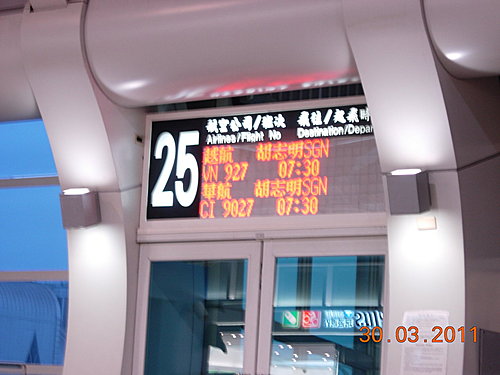 25
航空公司/班次 飛往/起飛時
Airlines/Flight No Destination/Depar
越航 胡志明SGN
VN 927 07:30
華航 胡志明SGN
CI 9027 07:30
30.03.2011